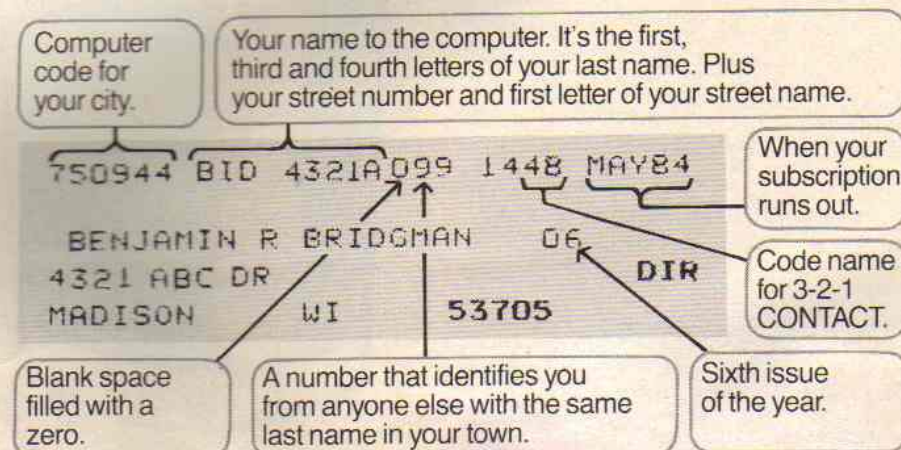 Computer
code for
your city.
Your name to the computer. It's the first,
third and fourth letters of your last name. Plus
your street number and first letter of your street name.
750944 BID 4321A099 1448 MAY84
When your
subscription
runs out.
BENJAMIN R BRIDGMAN 06
4321 ABC DR
DIR
MADISON WI 53705
Code name
for 3-2-1
CONTACT.
Blank space
filled with a
zero.
A number that identifies you
from anyone else with the same
last name in your town.
Sixth issue
of the year.